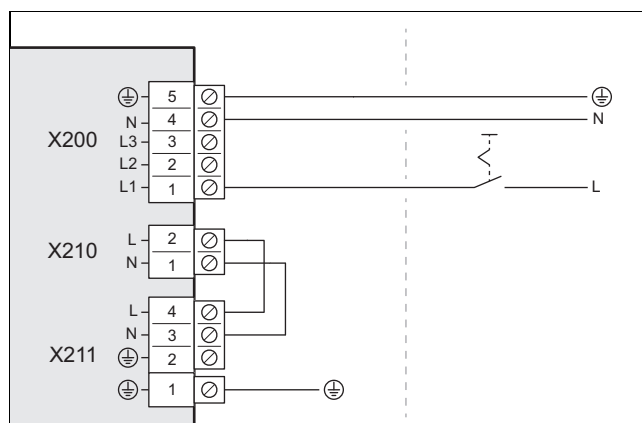 ⏚ 5 ⏚
N 4 N
X200 L3 3
L2 2
L1 1 L
L 2
X210 N 1
L 4
N 3
X211 ⏚ 2
⏚ 1 ⏚